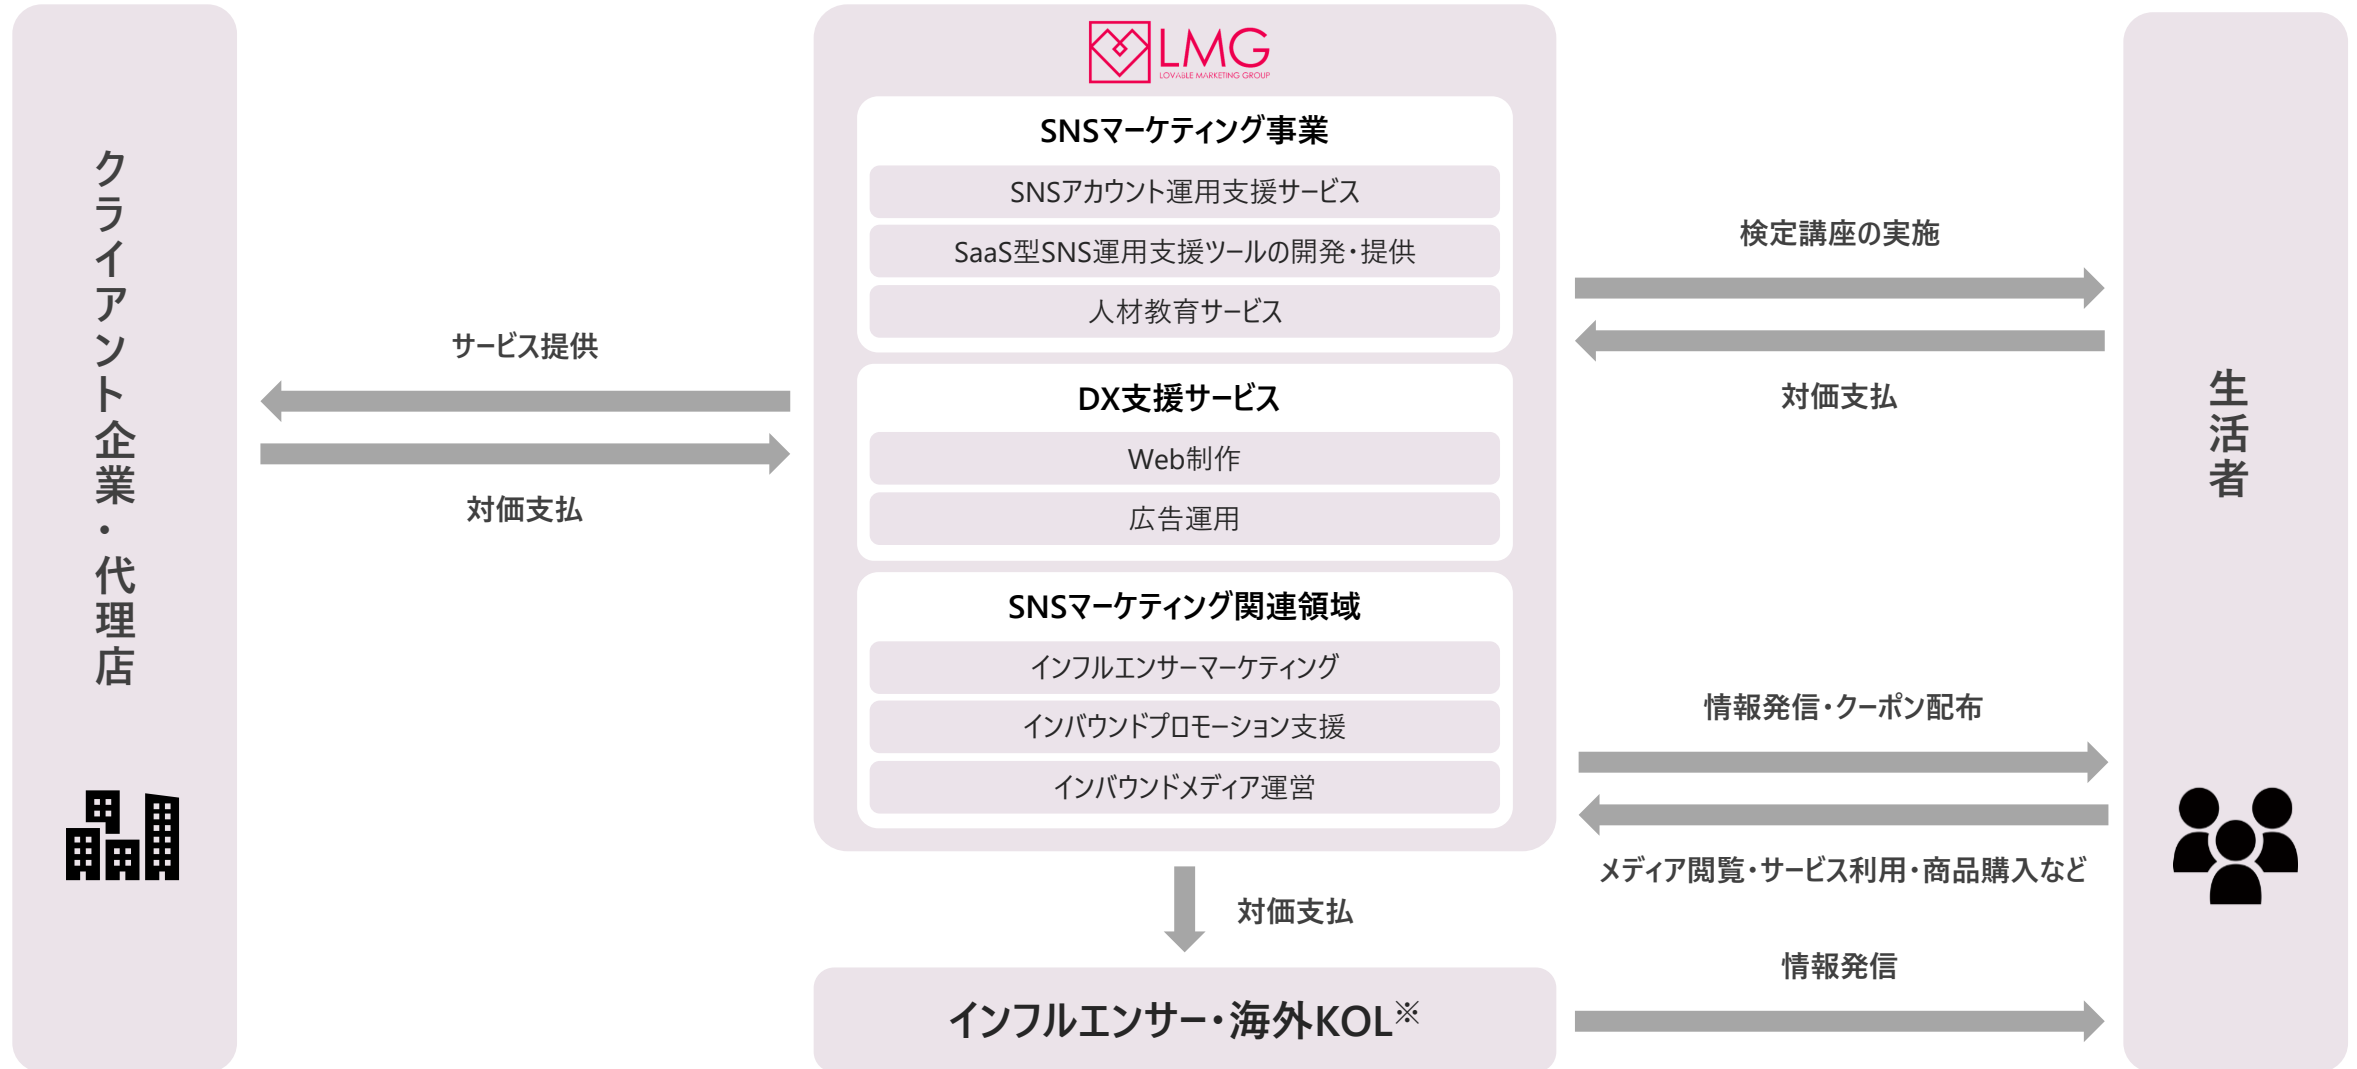 クライアント企業・代理店
サービス提供
対価支払
LMG
LOVABLE MARKETING GROUP
SNSマーケティング事業
SNSアカウント運用支援サービス
SaaS型SNS運用支援ツールの開発・提供
人材教育サービス
DX支援サービス
Web制作
広告運用
SNSマーケティング関連領域
インフルエンサーマーケティング
インバウンドプロモーション支援
インバウンドメディア運営
対価支払
インフルエンサー・海外KOL※
検定講座の実施
対価支払
情報発信・クーポン配布
メディア閲覧・サービス利用・商品購入など
情報発信
生活者